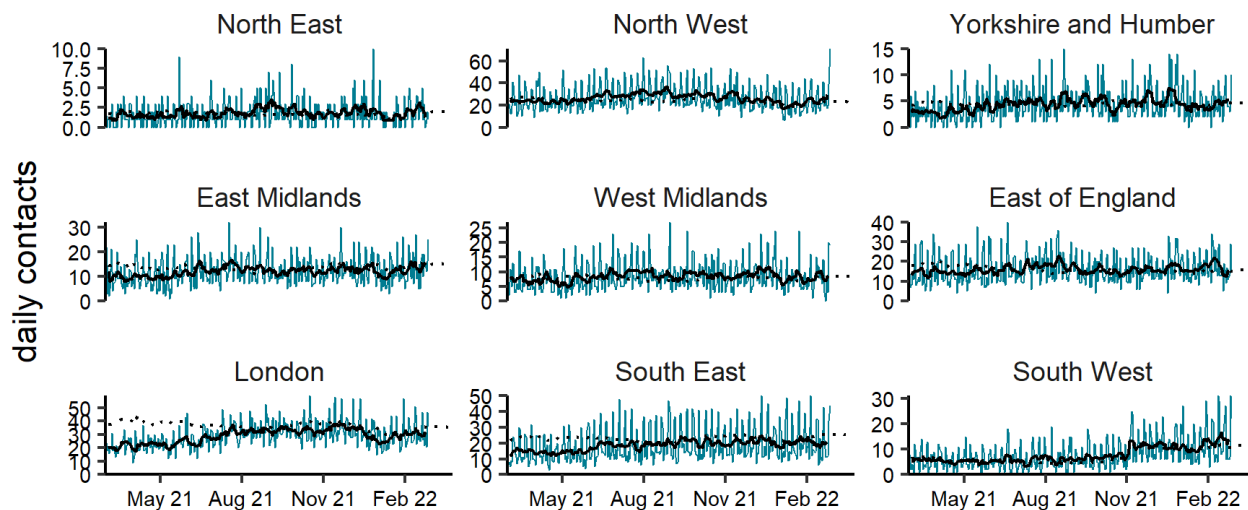 North East
North West
Yorkshire and Humber
10.0
7.5
5.0
2.5
0.0
60
40
20
0
15
10
5
0
daily contacts
East Midlands
West Midlands
East of England
30
20
10
0
25
20
15
10
5
0
40
30
20
10
0
London
South East
South West
50
40
30
20
10
0
50
40
30
20
10
0
30
20
10
0
May 21
Aug 21
Nov 21
Feb 22
May 21
Aug 21
Nov 21
Feb 22
May 21
Aug 21
Nov 21
Feb 22